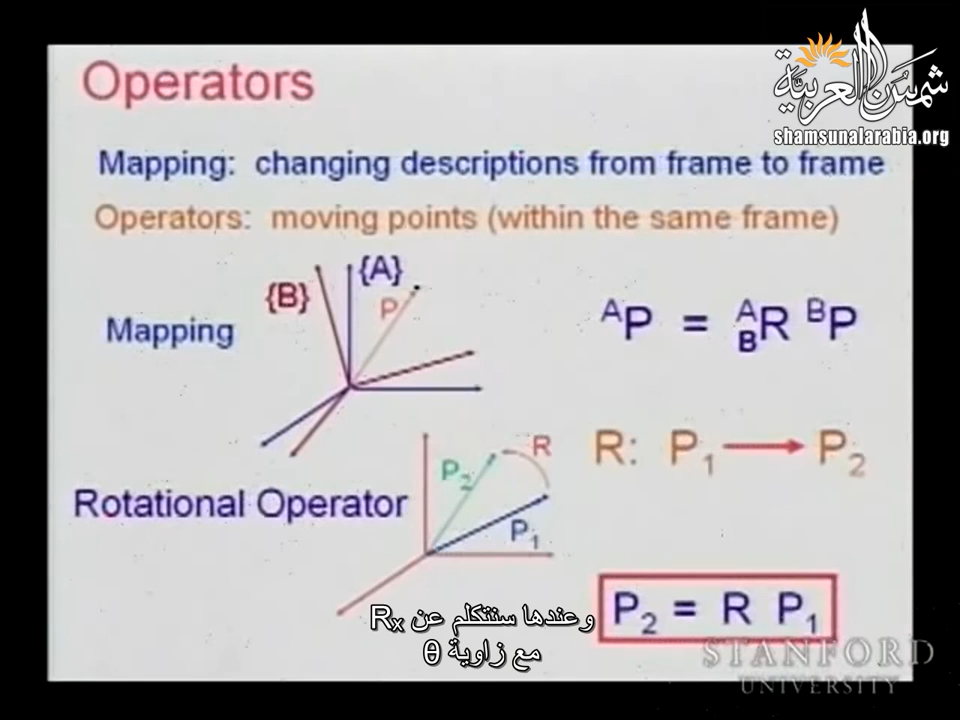 Operators
شمس العربية
shamsunalarabia.org
Mapping: changing descriptions from frame to frame
Operators: moving points (within the same frame)
Mapping
{B}
{A}
P
ᴬP = ᴬ_BR ᴮP
Rotational Operator
P₂
R
P₁
R: P₁ → P₂
P₂ = R P₁
وعندها سنتكلم عن Rₓ
مع زاوية θ
STANFORD
UNIVERSITY